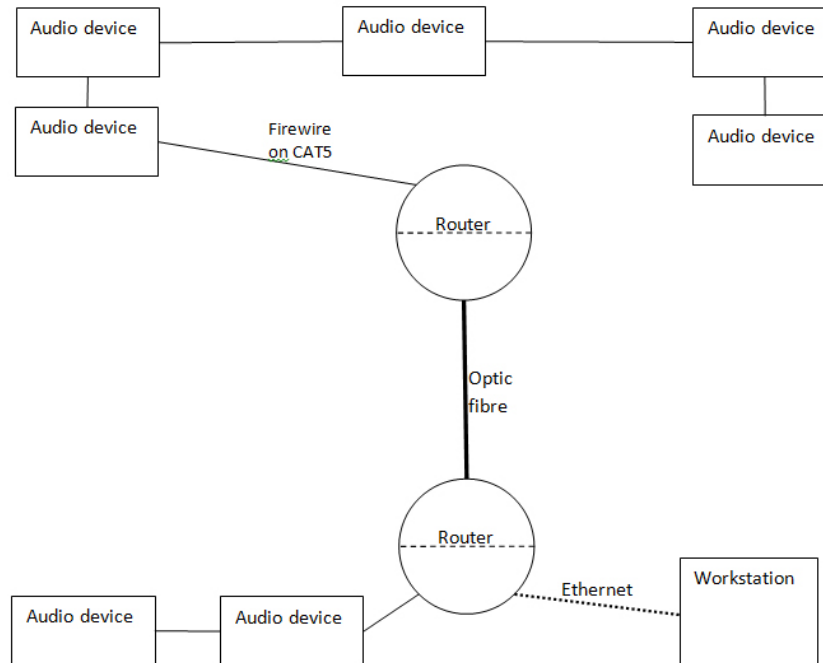 Audio device
Audio device
Audio device
Audio device
Audio device
Firewire
on CAT5
Router
Optic
fibre
Router
Ethernet
Workstation
Audio device
Audio device